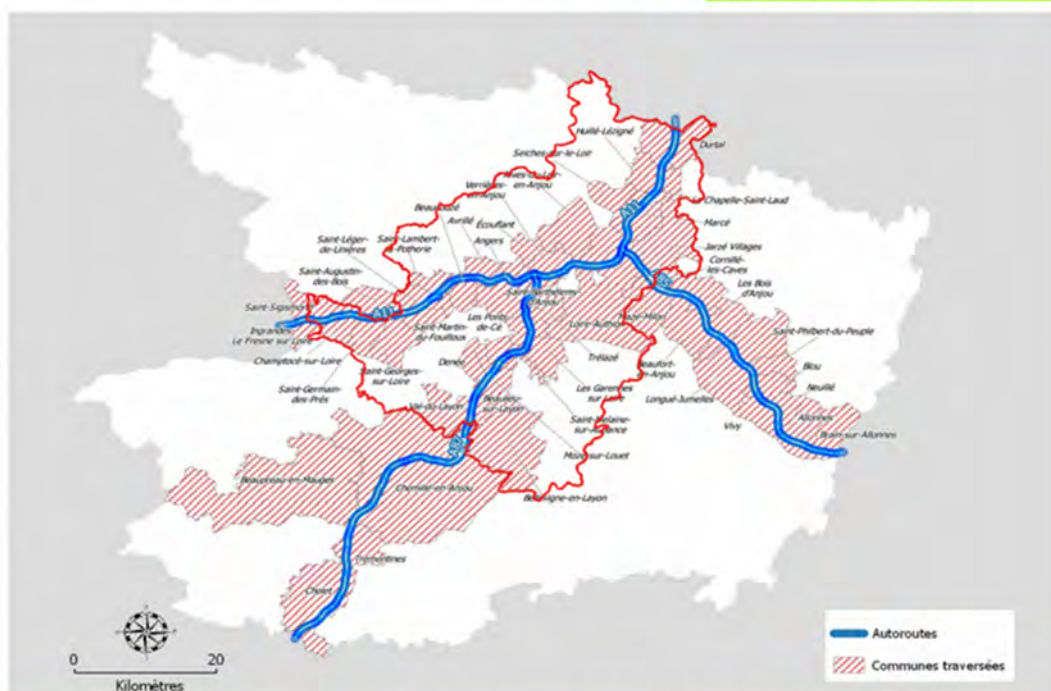 Huillé-Lézigné
Durtal
Seiches-sur-le-Loir
Rives-du-Loir-
en-Anjou
Verrières-
en-Anjou
Chapelle-Saint-Laud
Beaucouzé
Avrillé
Écouflant
Marcé
A11
Saint-Léger-
de-Linières
Saint-Lambert-
la-Potherie
Angers
Jarzé Villages
Cornillé-
les-Caves
Saint-Augustin-
des-Bois
Les Bois
d'Anjou
Saint-Barthélemy-
d'Anjou
Saint-Sigismond
A11
Les Ponts-
de-Cé
Loire-Authion
Mazé-Milon
Saint-Philbert-du-Peuple
Ingrandes
Le Fresne sur Loire
Saint-Martin-
du-Fouilloux
Champtocé-sur-Loire
Denée
Trélazé
Beaufort-
en-Anjou
Blou
Saint-Georges-
sur-Loire
Saint-Germain-
des-Prés
Les Garennes
sur Loire
Neuillé
Val-du-Layon
Beaulieu-
sur-Layon
Longué-Jumelles
Saint-Melaine-
sur-Aubance
Vivy
Allonnes
Brain-sur-Allonnes
Mozé-sur-Louet
Beaupreau-en-Mauges
Chemillé-en-Anjou
Bellevigne-en-Layon
Trémentines
Cholet
0 20
Kilomètres
Autoroutes
Communes traversées